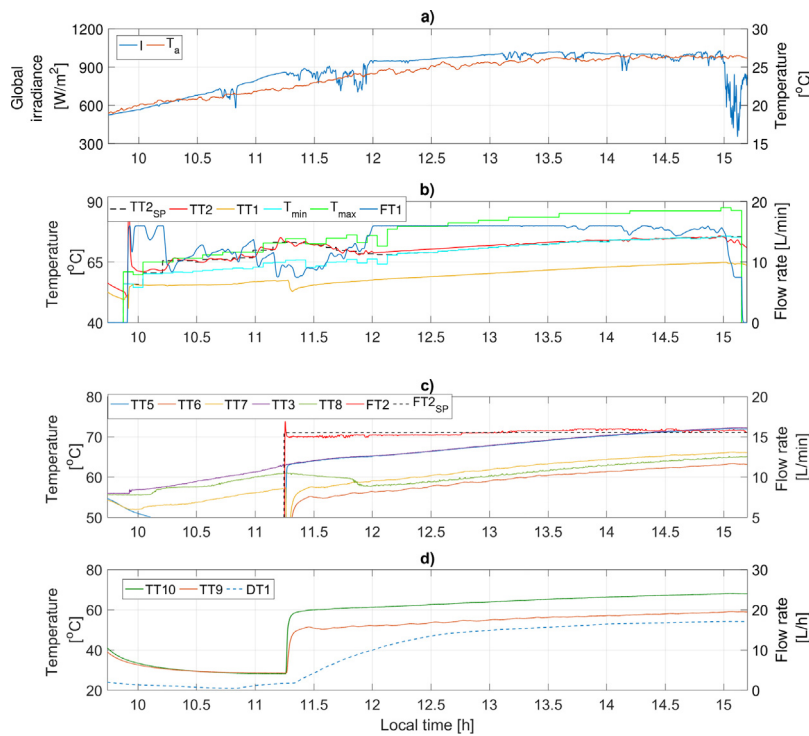 a)
1200
900
600
300
Global
irradiance
[W/m²]
I
Tₐ
30
25
20
15
Temperature
[°C]
10 10.5 11 11.5 12 12.5 13 13.5 14 14.5 15
b)
90
65
40
Temperature
[°C]
TT2SP TT2 TT1 Tmin Tmax FT1
20
10
0
Flow rate [L/min]
10 10.5 11 11.5 12 12.5 13 13.5 14 14.5 15
c)
80
70
60
50
Temperature
[°C]
TT5 TT6 TT7 TT3 TT8 FT2 FT2SP
20
15
10
5
Flow rate
[L/min]
10 10.5 11 11.5 12 12.5 13 13.5 14 14.5 15
d)
80
60
40
20
Temperature
[°C]
TT10 TT9 DT1
30
20
10
0
Flow rate
[L/h]
10 10.5 11 11.5 12 12.5 13 13.5 14 14.5 15
Local time [h]